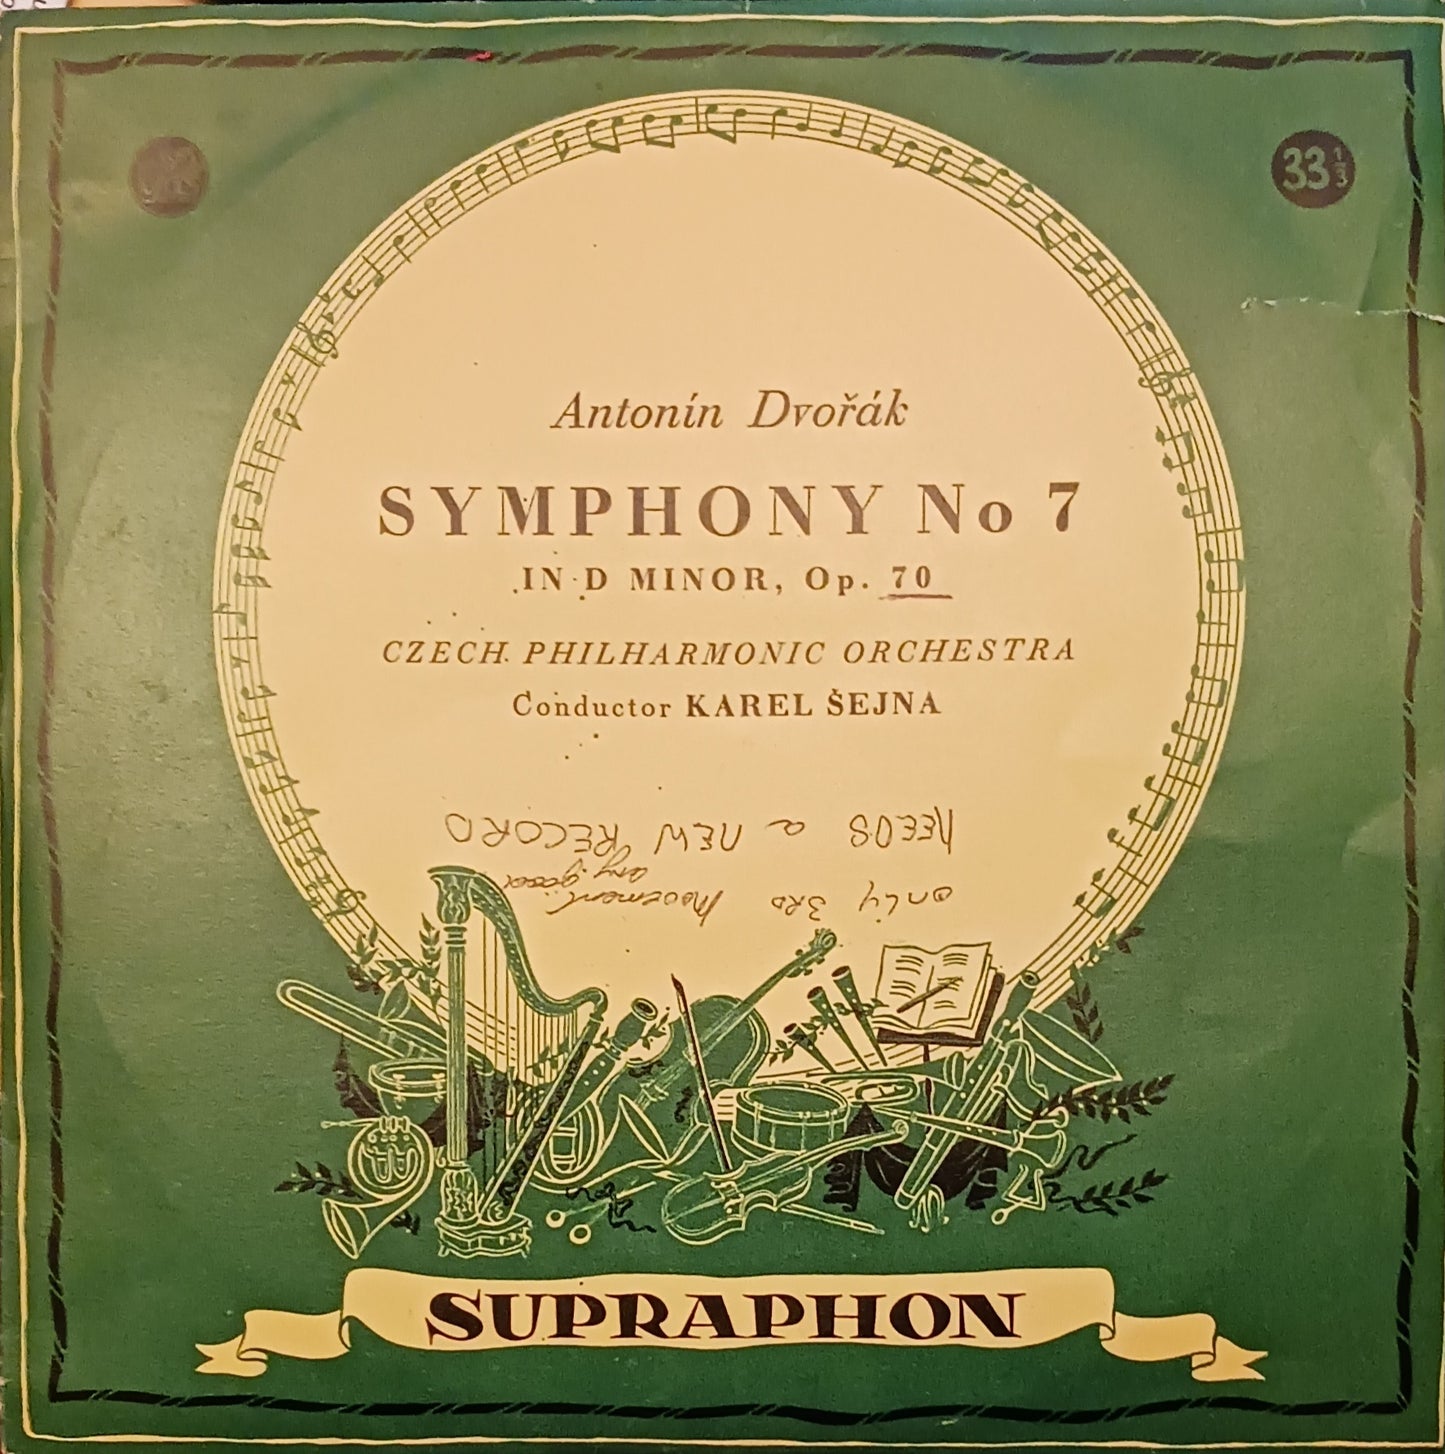 33 1/3
Antonín Dvořák
SYMPHONY No 7
IN D MINOR, Op. 70
CZECH PHILHARMONIC ORCHESTRA
Conductor KAREL ŠEJNA
only 3RD Movement
any good
NEEDS a NEW RECORD
SUPRAPHON